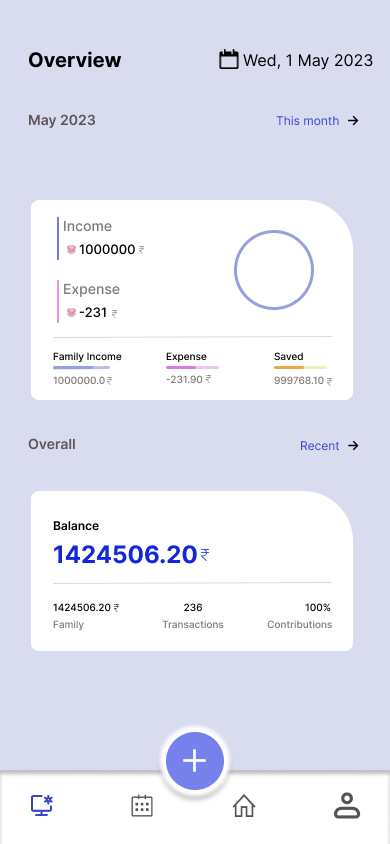 Overview
Wed, 1 May 2023
May 2023
This month →
Income
1000000 ₹
Expense
-231 ₹
Family Income Expense Saved
1000000.0 ₹ -231.90 ₹ 999768.10 ₹
Overall
Recent →
Balance
1424506.20 ₹
1424506.20 ₹ 236 100%
Family Transactions Contributions